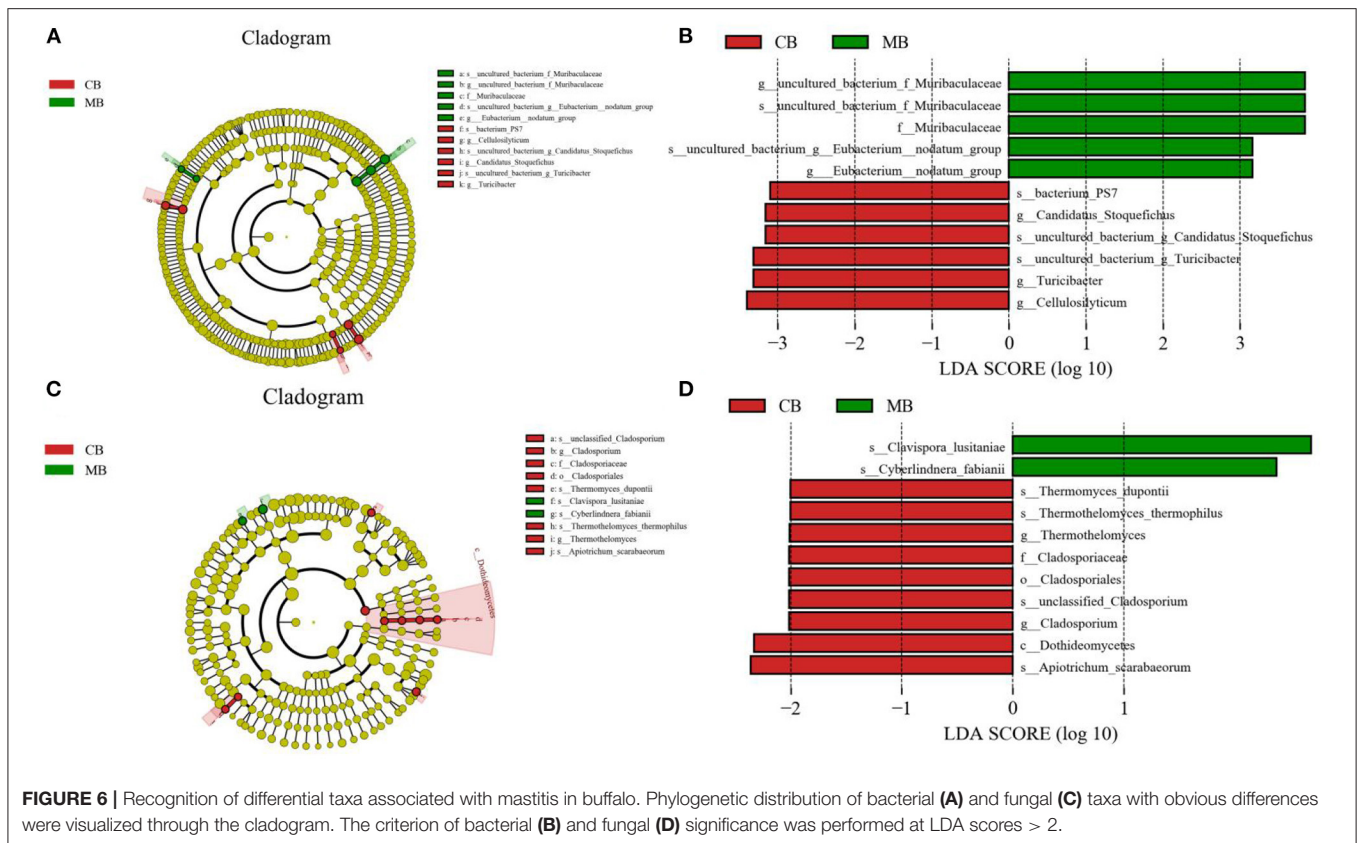 A
Cladogram
CB
MB
a: s__uncultured_bacterium_f_Muribaculaceae
b: g__uncultured_bacterium_f_Muribaculaceae
c: f__Muribaculaceae
d: s__uncultured_bacterium_g__Eubacterium__nodatum_group
e: g___Eubacterium__nodatum_group
f: s__bacterium_PS7
g: g__Cellulosilyticum
h: s__uncultured_bacterium_g_Candidatus_Stoquefichus
i: g__Candidatus_Stoquefichus
j: s__uncultured_bacterium_g_Turicibacter
k: g__Turicibacter
B
CB MB
g__uncultured_bacterium_f_Muribaculaceae
s__uncultured_bacterium_f_Muribaculaceae
f__Muribaculaceae
s__uncultured_bacterium_g__Eubacterium__nodatum_group
g___Eubacterium__nodatum_group
s__bacterium_PS7
g__Candidatus_Stoquefichus
s__uncultured_bacterium_g_Candidatus_Stoquefichus
s__uncultured_bacterium_g_Turicibacter
g__Turicibacter
g__Cellulosilyticum
−3 −2 −1 0 1 2 3
LDA SCORE (log 10)
C
Cladogram
CB
MB
a: s__unclassified_Cladosporium
b: g__Cladosporium
c: f__Cladosporiaceae
d: o__Cladosporiales
e: s__Thermomyces_dupontii
f: s__Clavispora_lusitaniae
g: s__Cyberlindnera_fabianii
h: s__Thermothelomyces_thermophilus
i: g__Thermothelomyces
j: s__Apiotrichum_scarabaeorum
c__Dothideomycetes
D
CB MB
s__Clavispora_lusitaniae
s__Cyberlindnera_fabianii
s__Thermomyces_dupontii
s__Thermothelomyces_thermophilus
g__Thermothelomyces
f__Cladosporiaceae
o__Cladosporiales
s__unclassified_Cladosporium
g__Cladosporium
c__Dothideomycetes
s__Apiotrichum_scarabaeorum
−2 −1 0 1
LDA SCORE (log 10)
FIGURE 6 | Recognition of differential taxa associated with mastitis in buffalo. Phylogenetic distribution of bacterial (A) and fungal (C) taxa with obvious differences
were visualized through the cladogram. The criterion of bacterial (B) and fungal (D) significance was performed at LDA scores > 2.